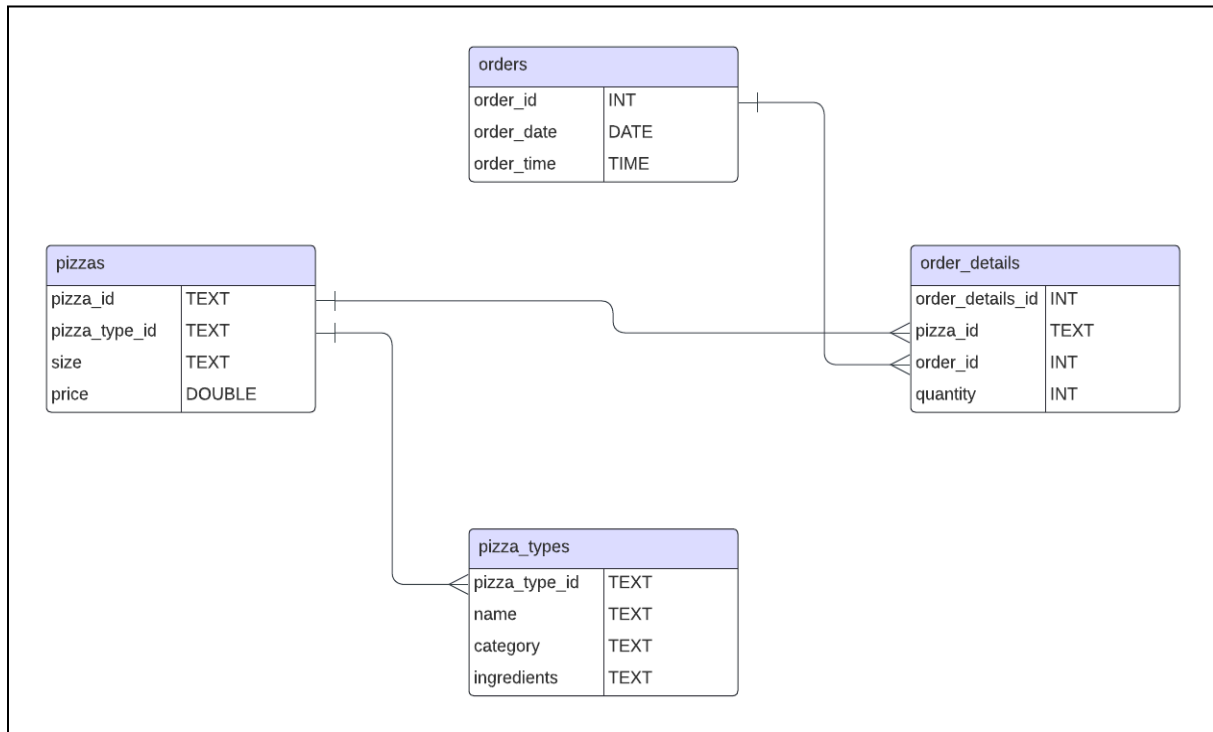 orders
order_id INT
order_date DATE
order_time TIME
pizzas
pizza_id TEXT
pizza_type_id TEXT
size TEXT
price DOUBLE
order_details
order_details_id INT
pizza_id TEXT
order_id INT
quantity INT
pizza_types
pizza_type_id TEXT
name TEXT
category TEXT
ingredients TEXT